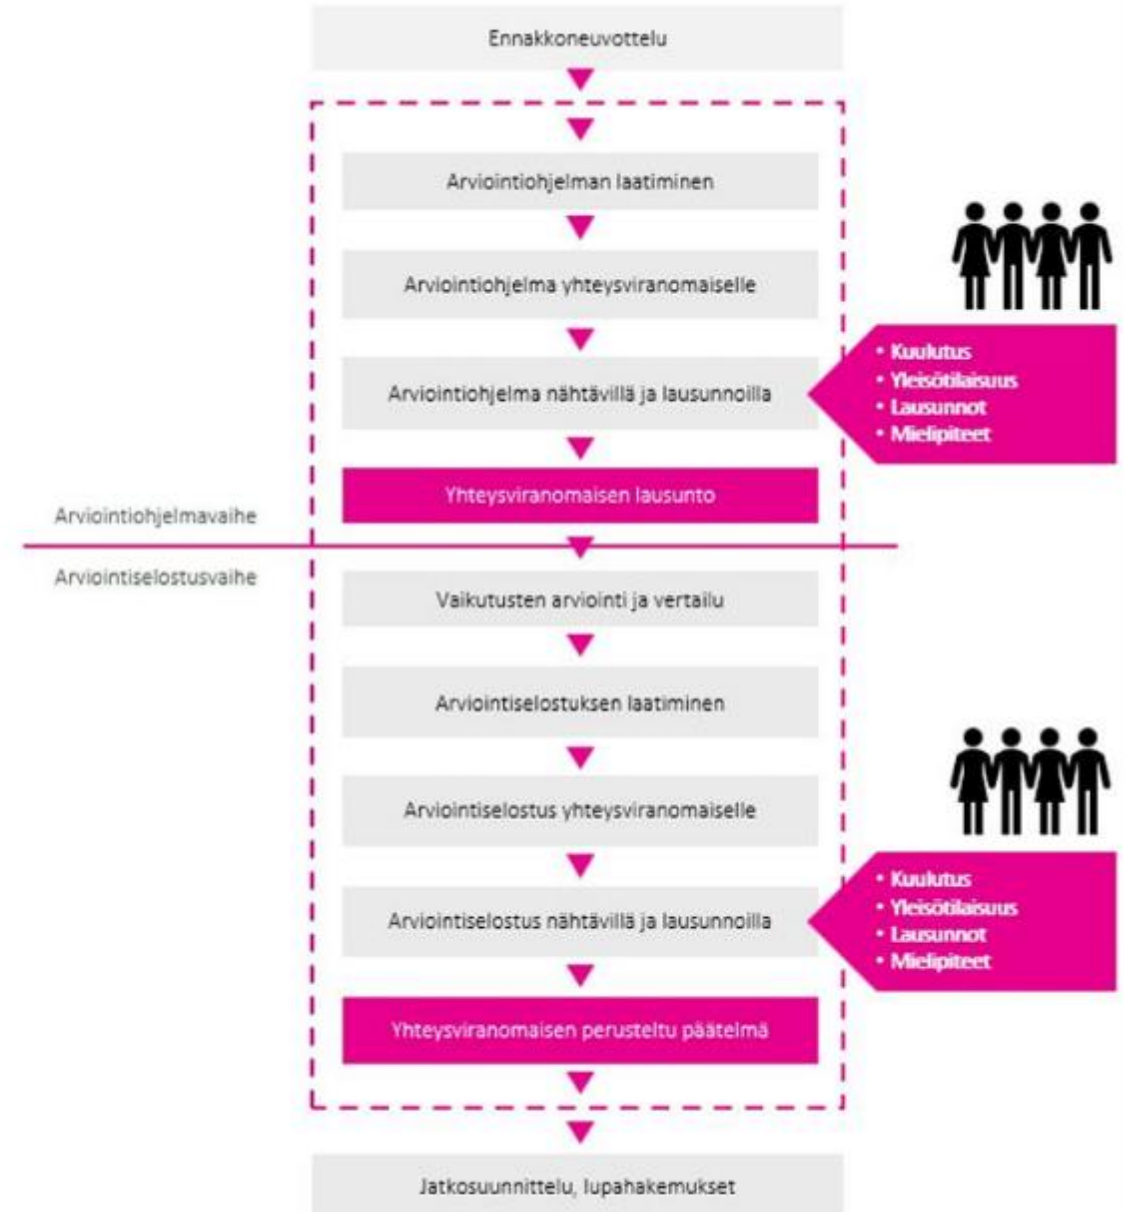 Ennakkoneuvottelu
Arviointiohjelman laatiminen
Arviointiohjelma yhteysviranomaiselle
Arviointiohjelma nähtävillä ja lausunnoilla
• Kuulutus
• Yleisötilaisuus
• Lausunnot
• Mielipiteet
Yhteysviranomaisen lausunto
Arviointiohjelmavaihe
Arviointiselostusvaihe
Vaikutusten arviointi ja vertailu
Arviointiselostuksen laatiminen
Arviointiselostus yhteysviranomaiselle
Arviointiselostus nähtävillä ja lausunnoilla
• Kuulutus
• Yleisötilaisuus
• Lausunnot
• Mielipiteet
Yhteysviranomaisen perusteltu päätelmä
Jatkosuunnittelu, lupahakemukset